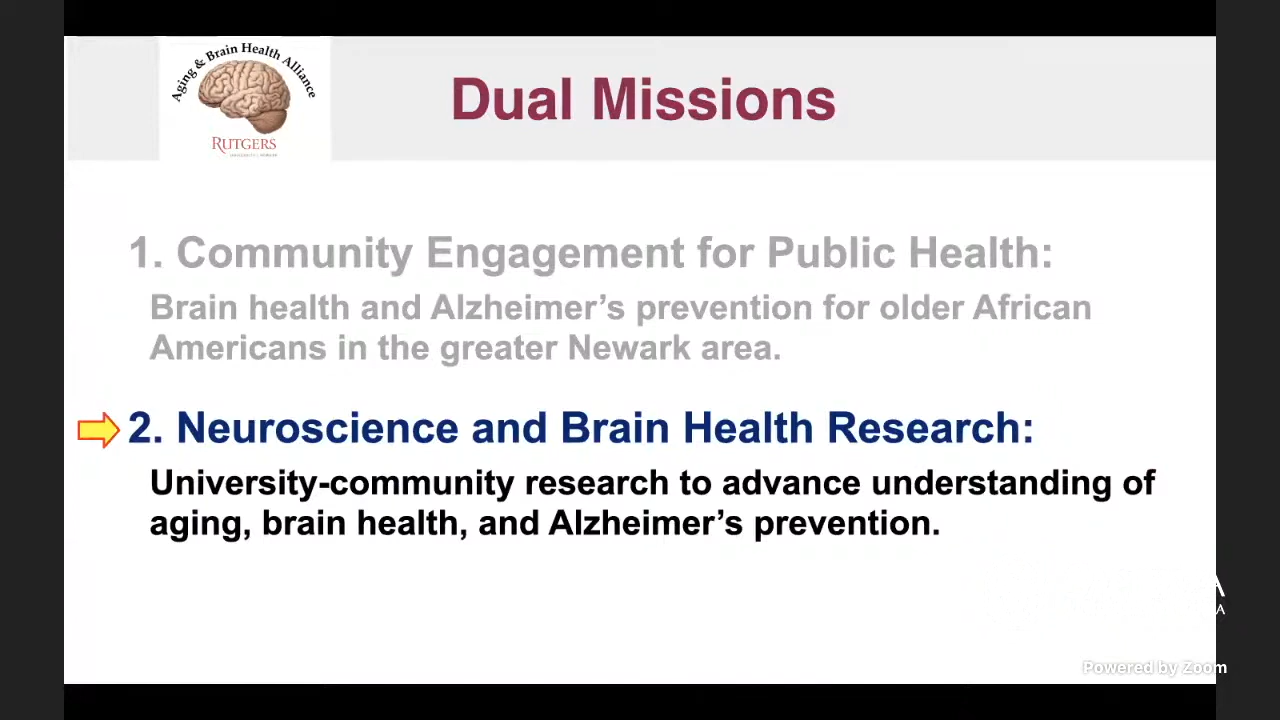 Aging & Brain Health Alliance
RUTGERS
Dual Missions
1. Community Engagement for Public Health:
Brain health and Alzheimer’s prevention for older African
Americans in the greater Newark area.
2. Neuroscience and Brain Health Research:
University-community research to advance understanding of
aging, brain health, and Alzheimer’s prevention.
A
A
Powered by Zoom